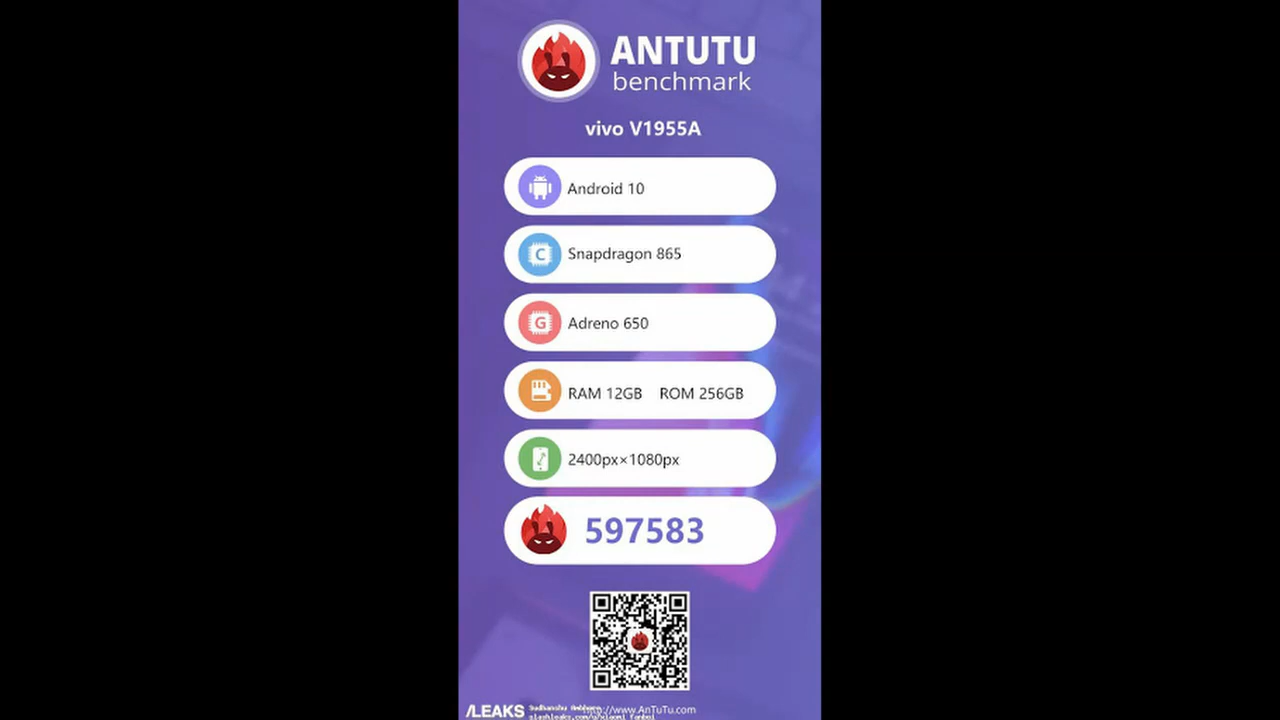 ANTUTU
benchmark
vivo V1955A
Android 10
C
Snapdragon 865
G
Adreno 650
RAM 12GB ROM 256GB
2400px×1080px
597583
/LEAKS
Sudhanshu
www.AnTuTu.com